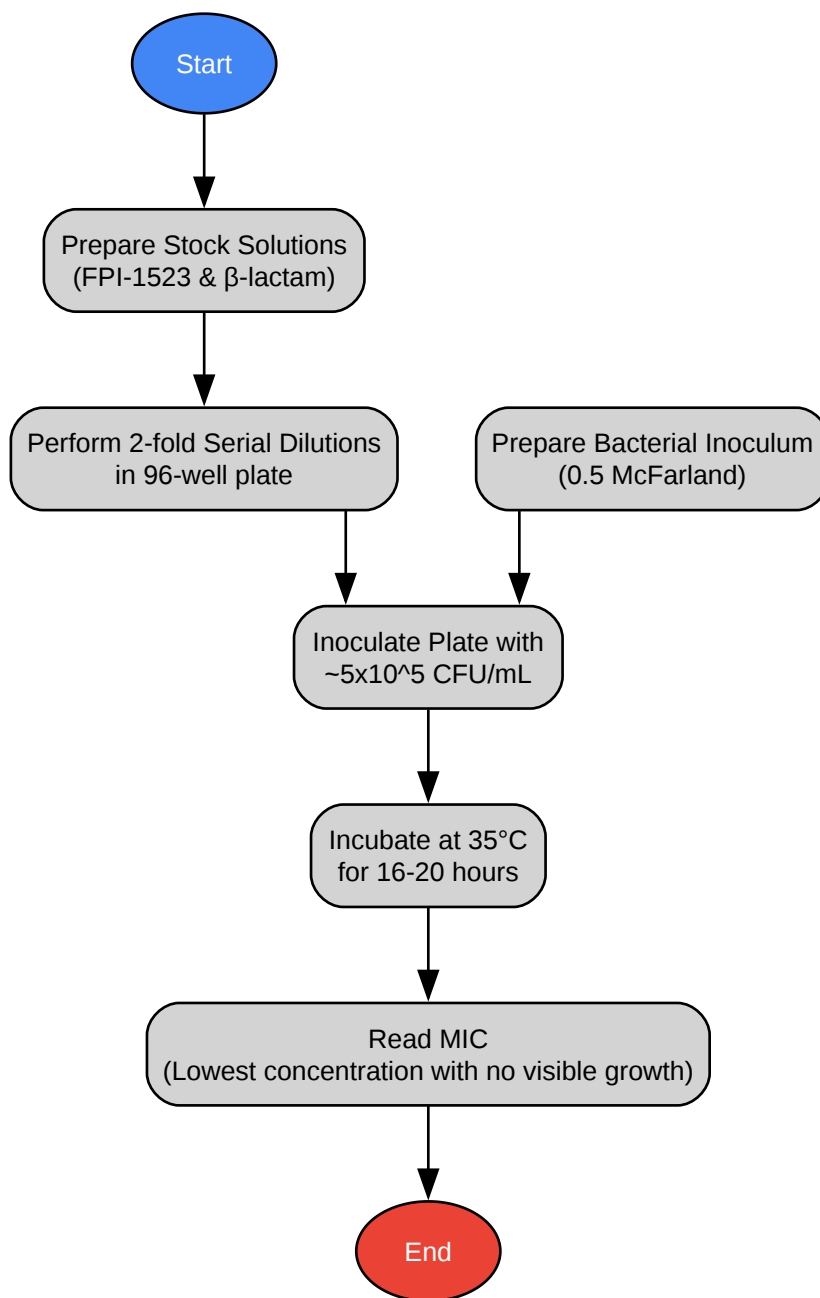 Start
Prepare Stock Solutions
(FPI-1523 & β-lactam)
Perform 2-fold Serial Dilutions
in 96-well plate
Prepare Bacterial Inoculum
(0.5 McFarland)
Inoculate Plate with
~5x10^5 CFU/mL
Incubate at 35°C
for 16-20 hours
Read MIC
(Lowest concentration with no visible growth)
End